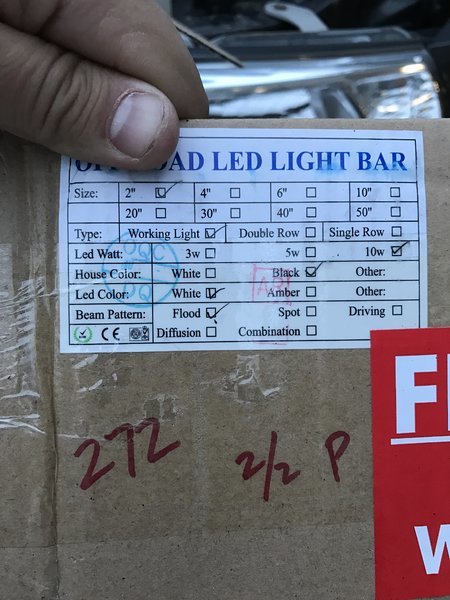 LED LIGHT BAR
Size: 2" 4" 6" 10"
20" 30" 40" 50"
Type: Working Light Double Row Single Row
Led Watt: 3w 5w 10w
House Color: White Black Other:
Led Color: White Amber Other:
Beam Pattern: Flood Spot Driving
Diffusion Combination
CE
OQC
272
2/2 P